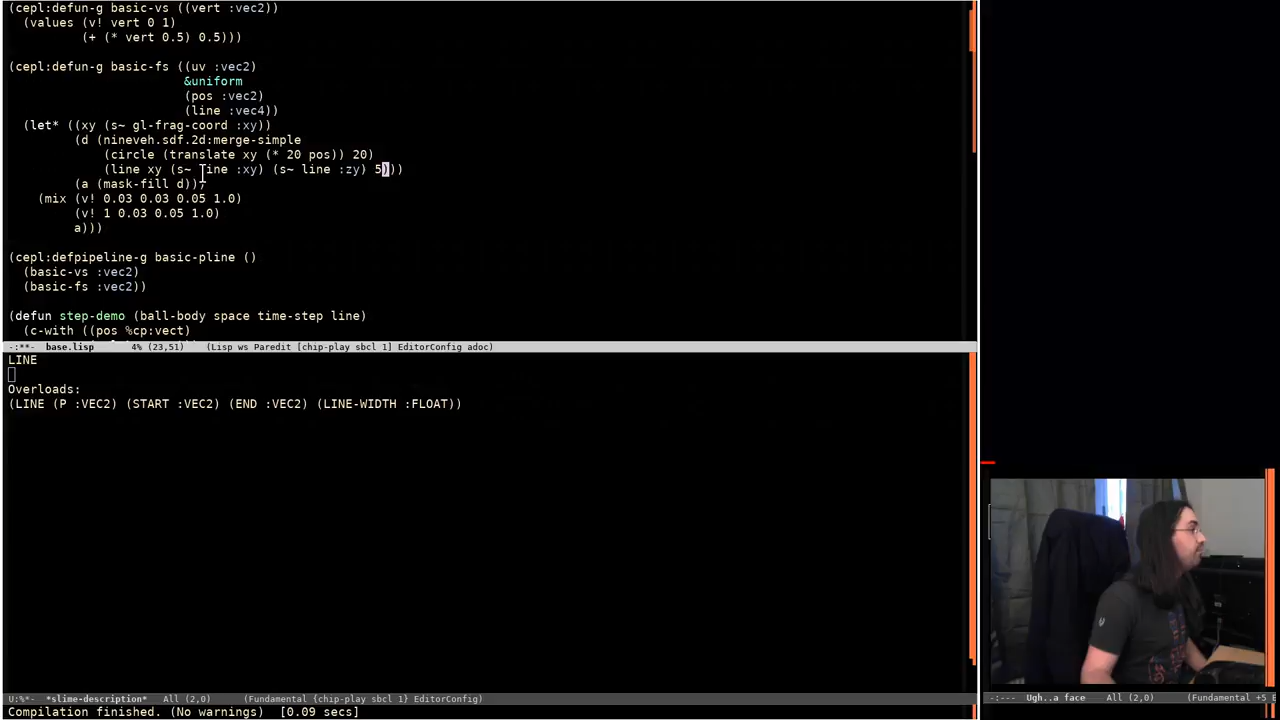 (cepl:defun-g basic-vs ((vert :vec2))
(values (v! vert 0 1)
(+ (* vert 0.5) 0.5)))
(cepl:defun-g basic-fs ((uv :vec2)
&uniform
(pos :vec2)
(line :vec4))
(let* ((xy (s~ gl-frag-coord :xy))
(d (nineveh.sdf.2d:merge-simple
(circle (translate xy (* 20 pos)) 20)
(line xy (s~ line :xy) (s~ line :zy) 5)))
(a (mask-fill d)))
(mix (v! 0.03 0.03 0.05 1.0)
(v! 1 0.03 0.05 1.0)
a)))
(cepl:defpipeline-g basic-pline ()
(basic-vs :vec2)
(basic-fs :vec2))
(defun step-demo (ball-body space time-step line)
(c-with ((pos %cp:vect)
-:**- base.lisp 4% (23,51) (Lisp ws Paredit [chip-play sbcl 1] EditorConfig adoc)
LINE
Overloads:
(LINE (P :VEC2) (START :VEC2) (END :VEC2) (LINE-WIDTH :FLOAT))
U:%*- *slime-description* All (2,0) (Fundamental {chip-play sbcl 1} EditorConfig)
-:--- Ugh..a face All (2,0) (Fundamental +5 E
Compilation finished. (No warnings) [0.09 secs]